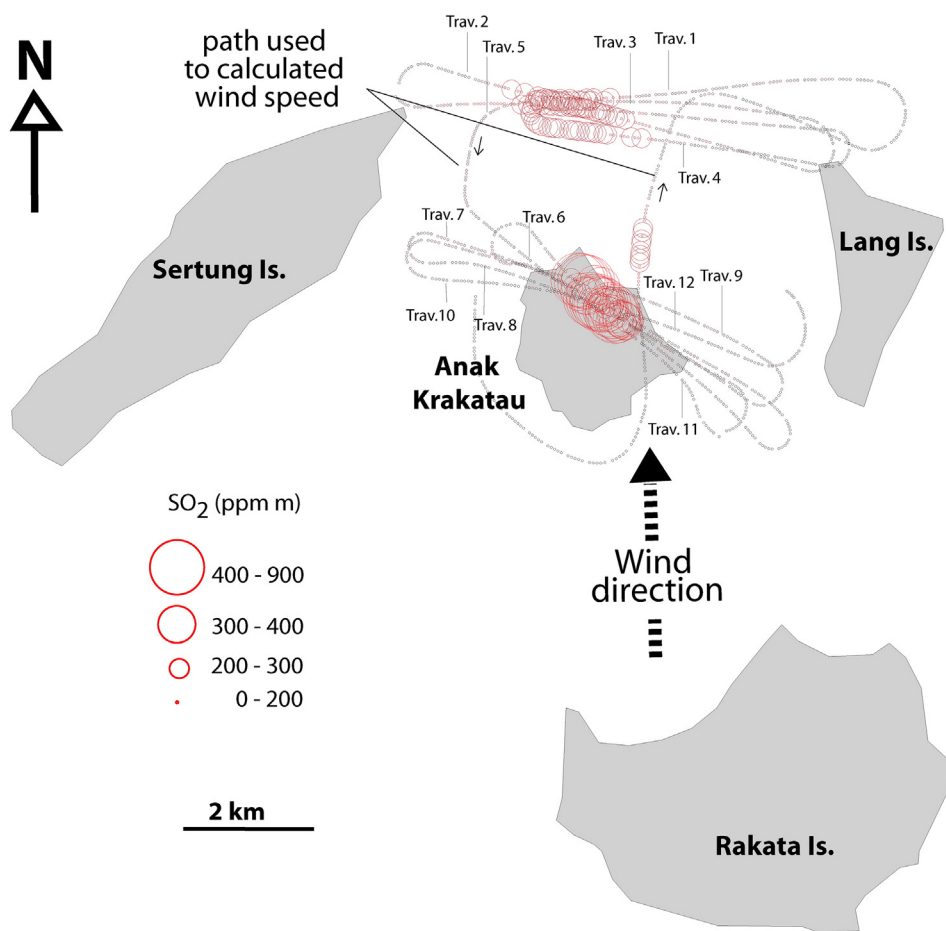 path used
to calculated
wind speed
N
Trav. 2
Trav. 5
Trav. 3
Trav. 1
Trav. 4
Sertung Is.
Lang Is.
Trav. 7
Trav. 6
Trav. 12
Trav. 9
Trav. 10
Trav. 8
Anak
Krakatau
Trav. 11
SO2 (ppm m)
400 - 900
300 - 400
200 - 300
0 - 200
Wind
direction
2 km
Rakata Is.